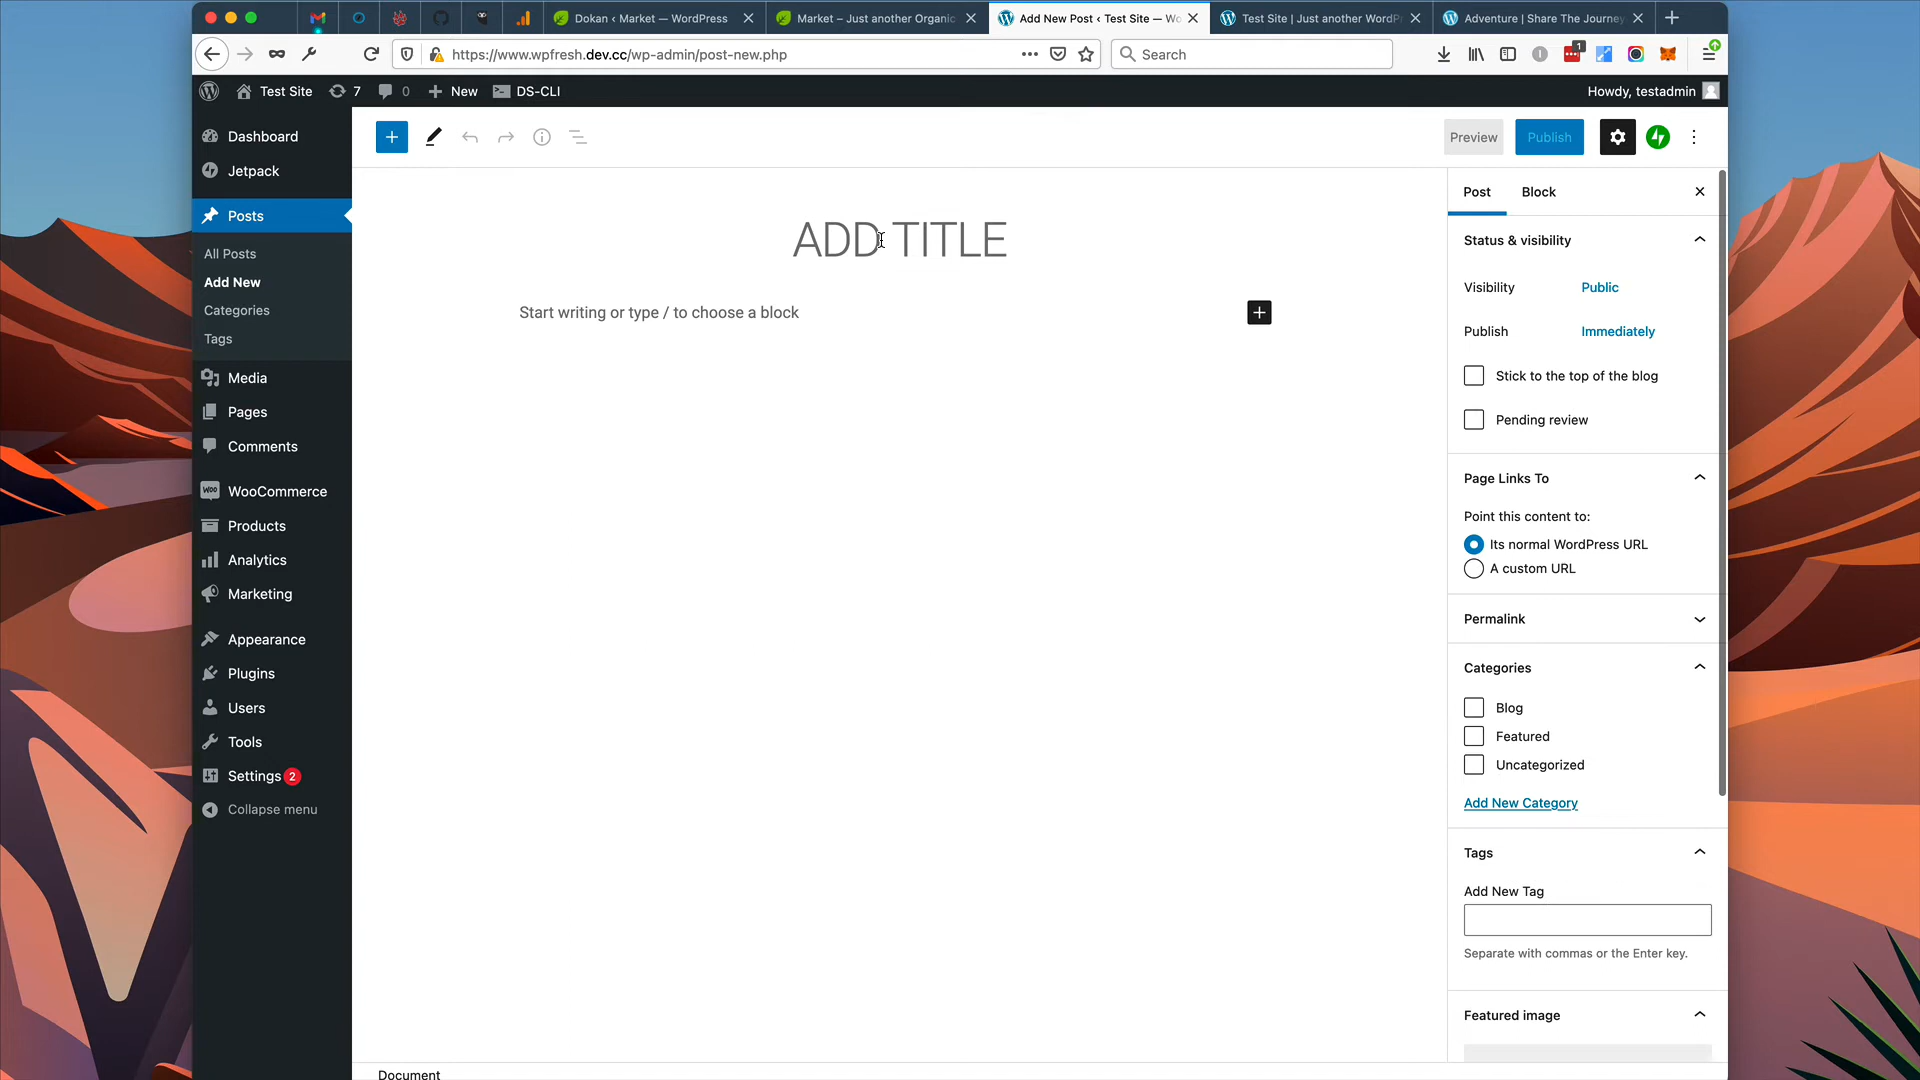 Dokan ‹ Market — WordPress
Market – Just another Organic
Add New Post ‹ Test Site — Wo
Test Site | Just another WordP
Adventure | Share The Journey
https://www.wpfresh.dev.cc/wp-admin/post-new.php
Search
1
Test Site
7
0
New
DS-CLI
Howdy, testadmin
Dashboard
Jetpack
Posts
All Posts
Add New
Categories
Tags
Media
Pages
Comments
WOO
WooCommerce
Products
Analytics
Marketing
Appearance
Plugins
Users
Tools
Settings 2
Collapse menu
Preview
Publish
ADD TITLE
Start writing or type / to choose a block
Post
Block
Status & visibility
Visibility
Public
Publish
Immediately
Stick to the top of the blog
Pending review
Page Links To
Point this content to:
Its normal WordPress URL
A custom URL
Permalink
Categories
Blog
Featured
Uncategorized
Add New Category
Tags
Add New Tag
Separate with commas or the Enter key.
Featured image
Document